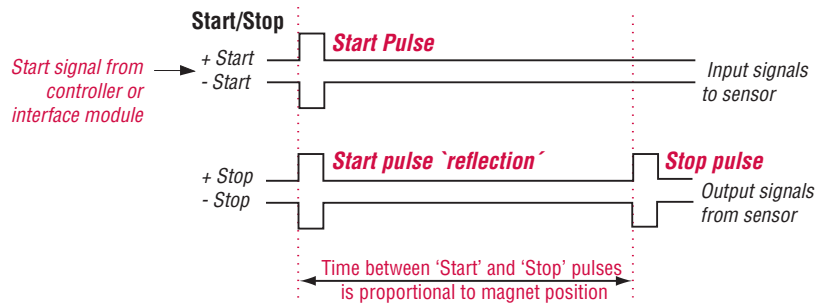 Start/Stop
Start Pulse
+ Start
- Start
Start signal from
controller or
interface module
Input signals
to sensor
Start pulse `reflection´
Stop pulse
+ Stop
- Stop
Output signals
from sensor
Time between ‘Start’ and ‘Stop’ pulses
is proportional to magnet position